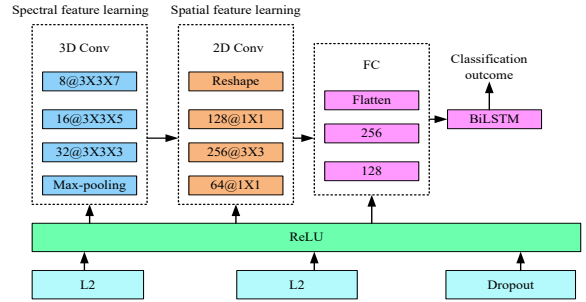 Spectral feature learning
Spatial feature learning
3D Conv
8@3X3X7
16@3X3X5
32@3X3X3
Max-pooling
2D Conv
Reshape
128@1X1
256@3X3
64@1X1
FC
Flatten
256
128
Classification
outcome
BiLSTM
ReLU
L2
L2
Dropout